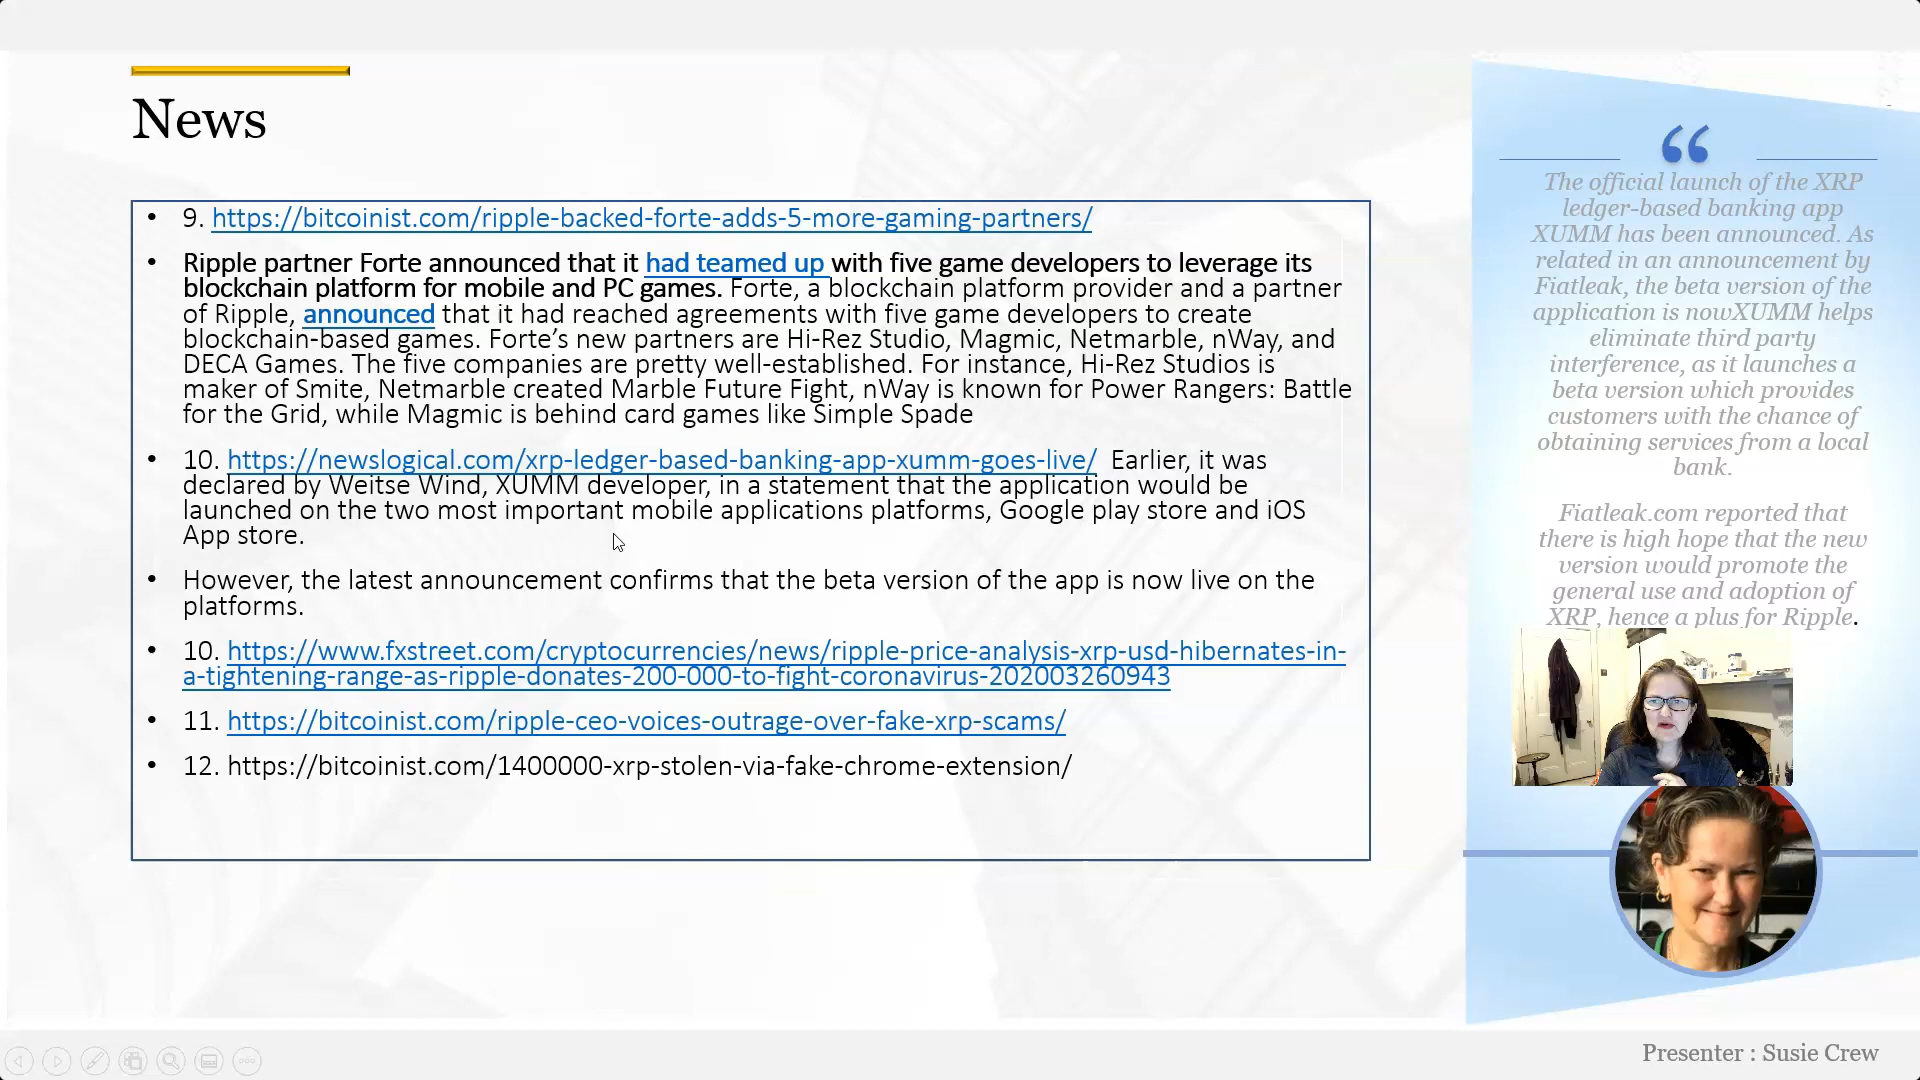 News
• 9. https://bitcoinist.com/ripple-backed-forte-adds-5-more-gaming-partners/
• Ripple partner Forte announced that it had teamed up with five game developers to leverage its
blockchain platform for mobile and PC games. Forte, a blockchain platform provider and a partner
of Ripple, announced that it had reached agreements with five game developers to create
blockchain-based games. Forte’s new partners are Hi-Rez Studio, Magmic, Netmarble, nWay, and
DECA Games. The five companies are pretty well-established. For instance, Hi-Rez Studios is
maker of Smite, Netmarble created Marble Future Fight, nWay is known for Power Rangers: Battle
for the Grid, while Magmic is behind card games like Simple Spade
• 10. https://newslogical.com/xrp-ledger-based-banking-app-xumm-goes-live/ Earlier, it was
declared by Weitse Wind, XUMM developer, in a statement that the application would be
launched on the two most important mobile applications platforms, Google play store and iOS
App store.
• However, the latest announcement confirms that the beta version of the app is now live on the
platforms.
• 10. https://www.fxstreet.com/cryptocurrencies/news/ripple-price-analysis-xrp-usd-hibernates-in-
a-tightening-range-as-ripple-donates-200-000-to-fight-coronavirus-202003260943
• 11. https://bitcoinist.com/ripple-ceo-voices-outrage-over-fake-xrp-scams/
• 12. https://bitcoinist.com/1400000-xrp-stolen-via-fake-chrome-extension/
“
The official launch of the XRP
ledger-based banking app
XUMM has been announced. As
related in an announcement by
Fiatleak, the beta version of the
application is nowXUMM helps
eliminate third party
interference, as it launches a
beta version which provides
customers with the chance of
obtaining services from a local
bank.
Fiatleak.com reported that
there is high hope that the new
version would promote the
general use and adoption of
XRP, hence a plus for Ripple.
Presenter : Susie Crew